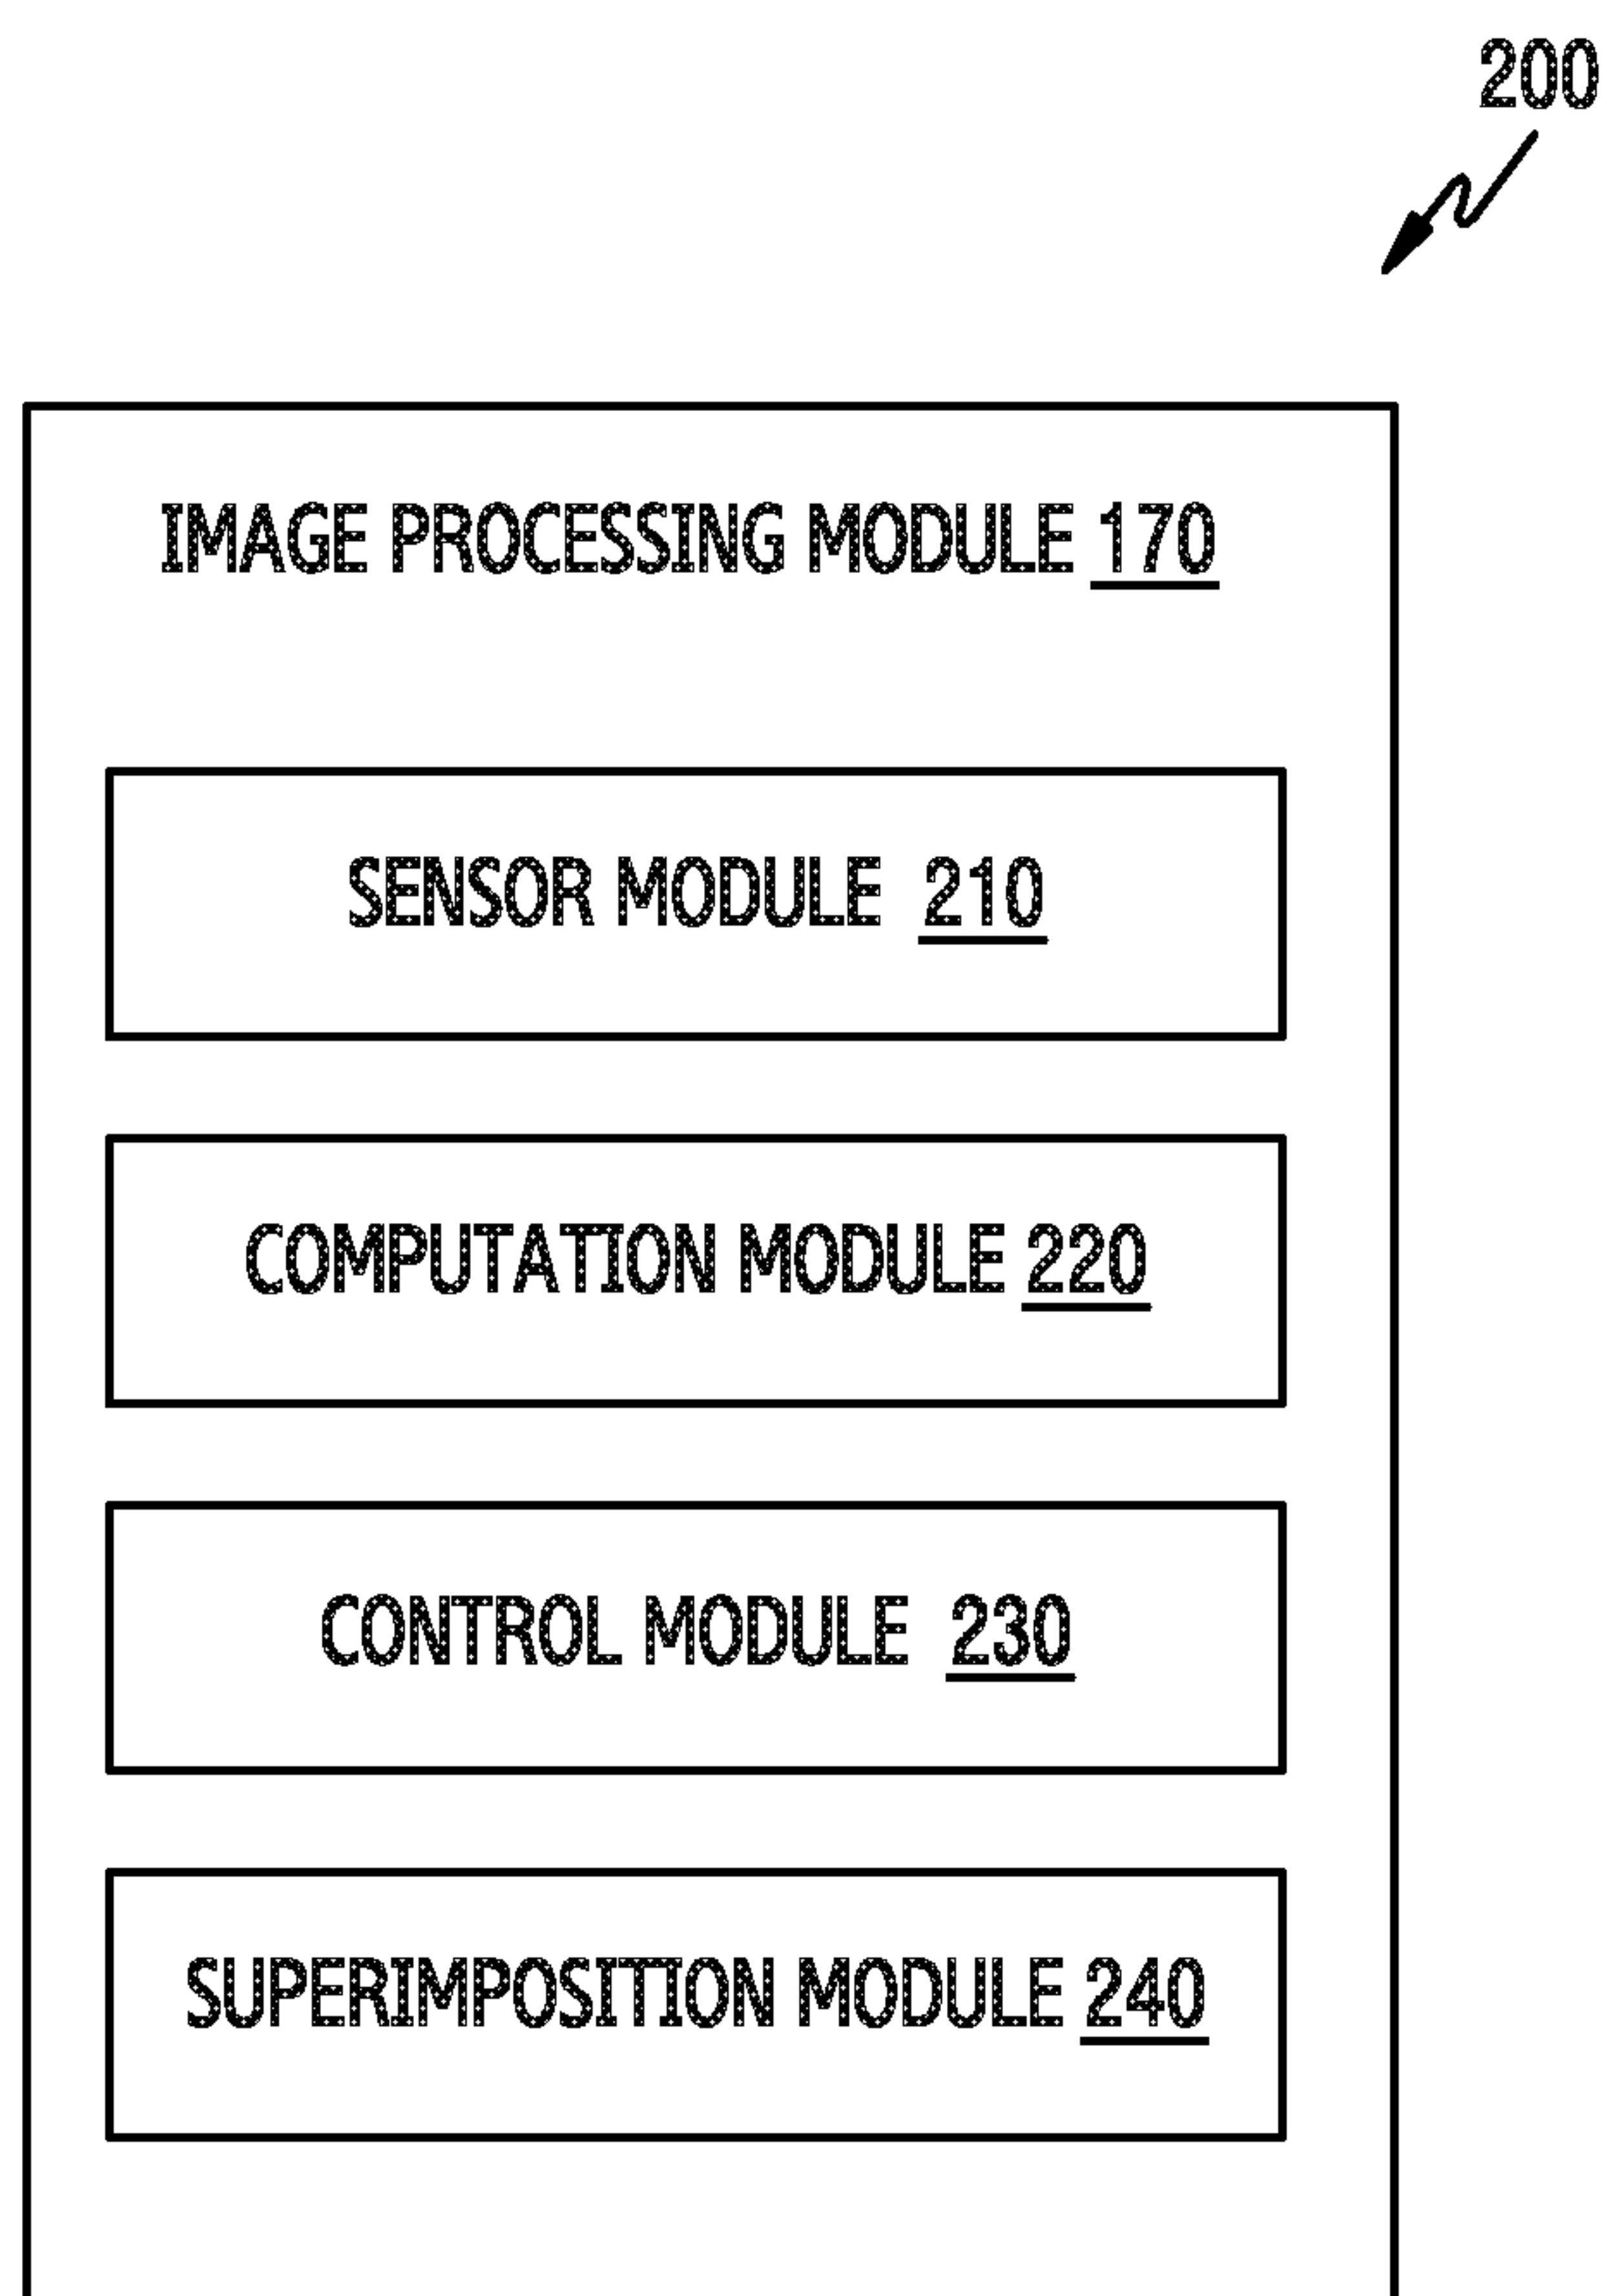 200
IMAGE PROCESSING MODULE 170
SENSOR MODULE 210
COMPUTATION MODULE 220
CONTROL MODULE 230
SUPERIMPOSITION MODULE 240